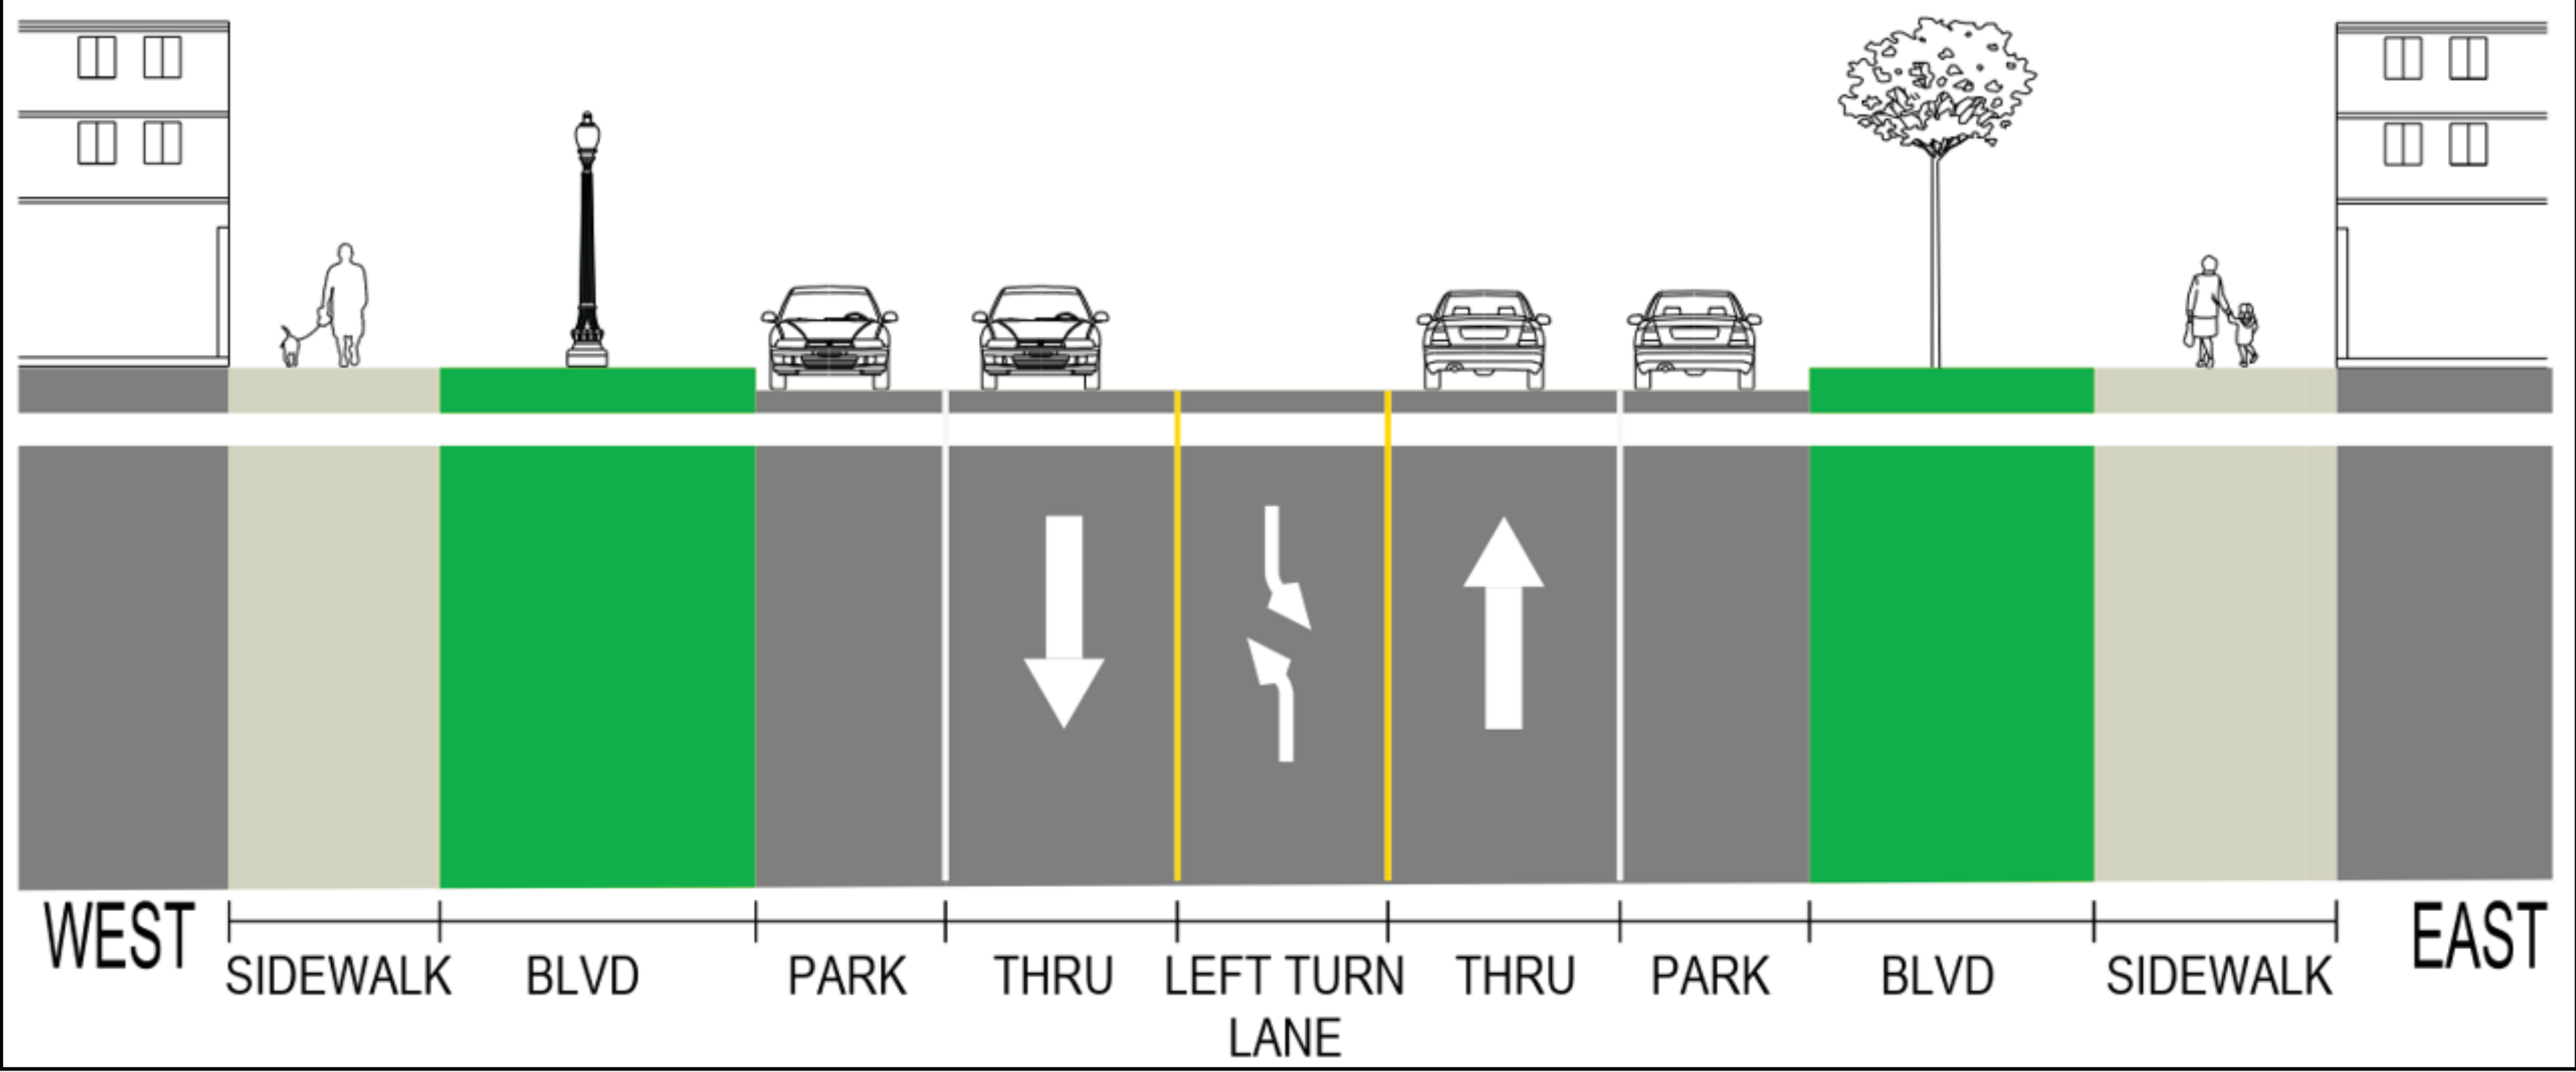 WEST
SIDEWALK
BLVD
PARK
THRU
LEFT TURN
LANE
THRU
PARK
BLVD
SIDEWALK
EAST